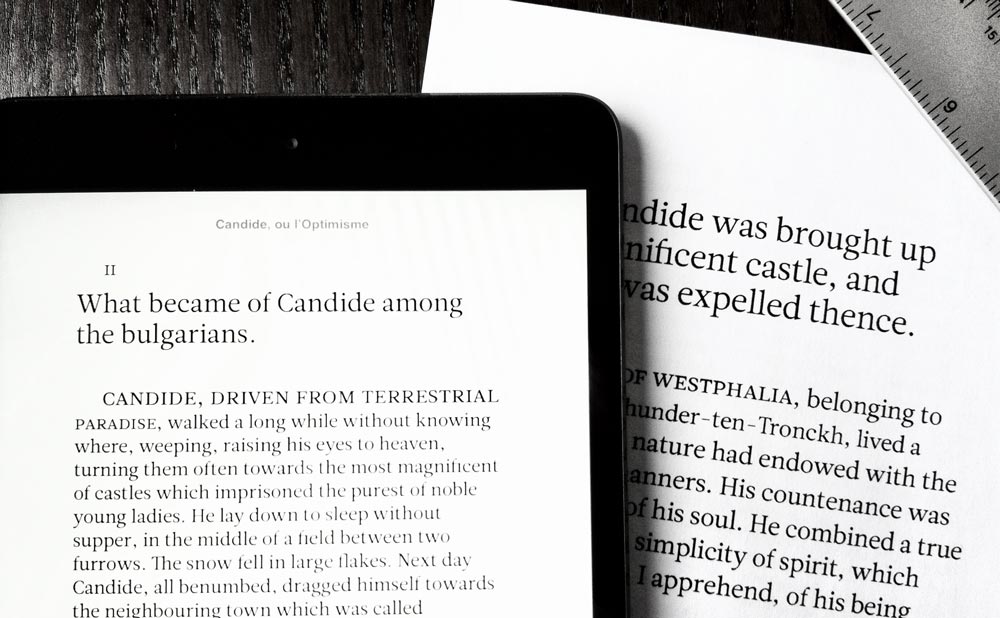 Candide, ou l'Optimisme
II
What became of Candide among
the bulgarians.
CANDIDE, DRIVEN FROM TERRESTRIAL
PARADISE, walked a long while without knowing
where, weeping, raising his eyes to heaven,
turning them often towards the most magnificent
of castles which imprisoned the purest of noble
young ladies. He lay down to sleep without
supper, in the middle of a field between two
furrows. The snow fell in large flakes. Next day
Candide, all benumbed, dragged himself towards
the neighbouring town which was called
ndide was brought up
nificent castle, and
was expelled thence.
OF WESTPHALIA, belonging to
hunder-ten-Tronckh, lived a
nature had endowed with the
anners. His countenance was
of his soul. He combined a true
simplicity of spirit, which
I apprehend, of his being
7
9
15